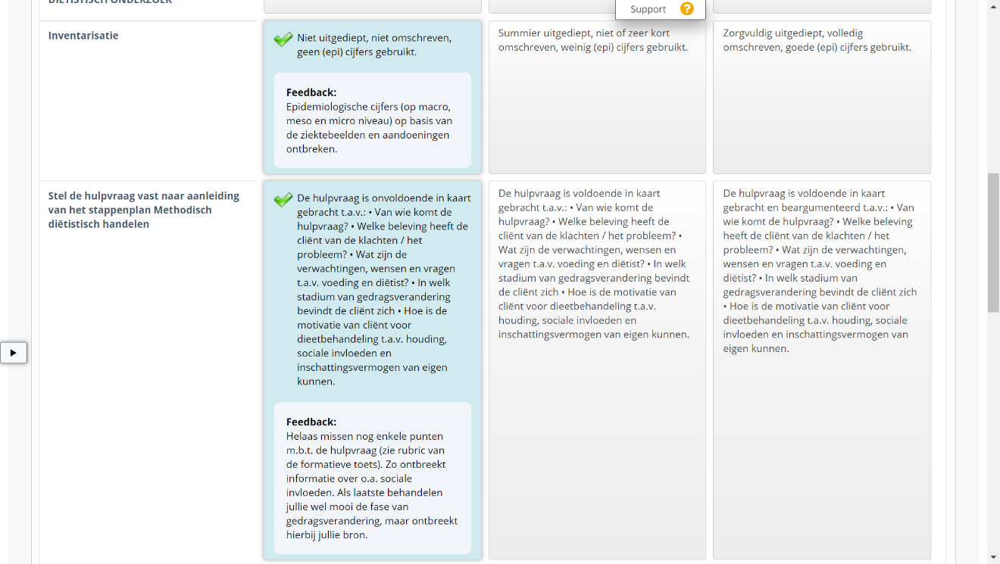 DIËTISTISCH ONDERZOEK
Support
Inventarisatie
Niet uitgediept, niet omschreven,
geen (epi) cijfers gebruikt.
Feedback:
Epidemiologische cijfers (op macro,
meso en micro niveau) op basis van
de ziektebeelden en aandoeningen
ontbreken.
Summier uitgediept, niet of zeer kort
omschreven, weinig (epi) cijfers gebruikt.
Zorgvuldig uitgediept, volledig
omschreven, goede (epi) cijfers gebruikt.
Stel de hulpvraag vast naar aanleiding
van het stappenplan Methodisch
diëtistisch handelen
De hulpvraag is onvoldoende in kaart
gebracht t.a.v.: • Van wie komt de
hulpvraag? • Welke beleving heeft de
cliënt van de klachten / het
probleem? • Wat zijn de
verwachtingen, wensen en vragen
t.a.v. voeding en diëtist? • In welk
stadium van gedragsverandering
bevindt de cliënt zich • Hoe is de
motivatie van cliënt voor
dieetbehandeling t.a.v. houding,
sociale invloeden en
inschattingsvermogen van eigen
kunnen.
Feedback:
Helaas missen nog enkele punten
m.b.t. de hulpvraag (zie rubric van
de formatieve toets). Zo ontbreekt
informatie over o.a. sociale
invloeden. Als laatste behandelen
jullie wel mooi de fase van
gedragsverandering, maar ontbreekt
hierbij jullie bron.
De hulpvraag is voldoende in kaart
gebracht t.a.v.: • Van wie komt de
hulpvraag? • Welke beleving heeft de
cliënt van de klachten / het probleem? •
Wat zijn de verwachtingen, wensen en
vragen t.a.v. voeding en diëtist? • In welk
stadium van gedragsverandering bevindt
de cliënt zich • Hoe is de motivatie van
cliënt voor dieetbehandeling t.a.v.
houding, sociale invloeden en
inschattingsvermogen van eigen kunnen.
De hulpvraag is voldoende in kaart
gebracht en beargumenteerd t.a.v.: • Van
wie komt de hulpvraag? • Welke beleving
heeft de cliënt van de klachten / het
probleem? • Wat zijn de verwachtingen,
wensen en vragen t.a.v. voeding en
diëtist? • In welk stadium van
gedragsverandering bevindt de cliënt zich
• Hoe is de motivatie van cliënt voor
dieetbehandeling t.a.v. houding, sociale
invloeden en inschattingsvermogen van
eigen kunnen.